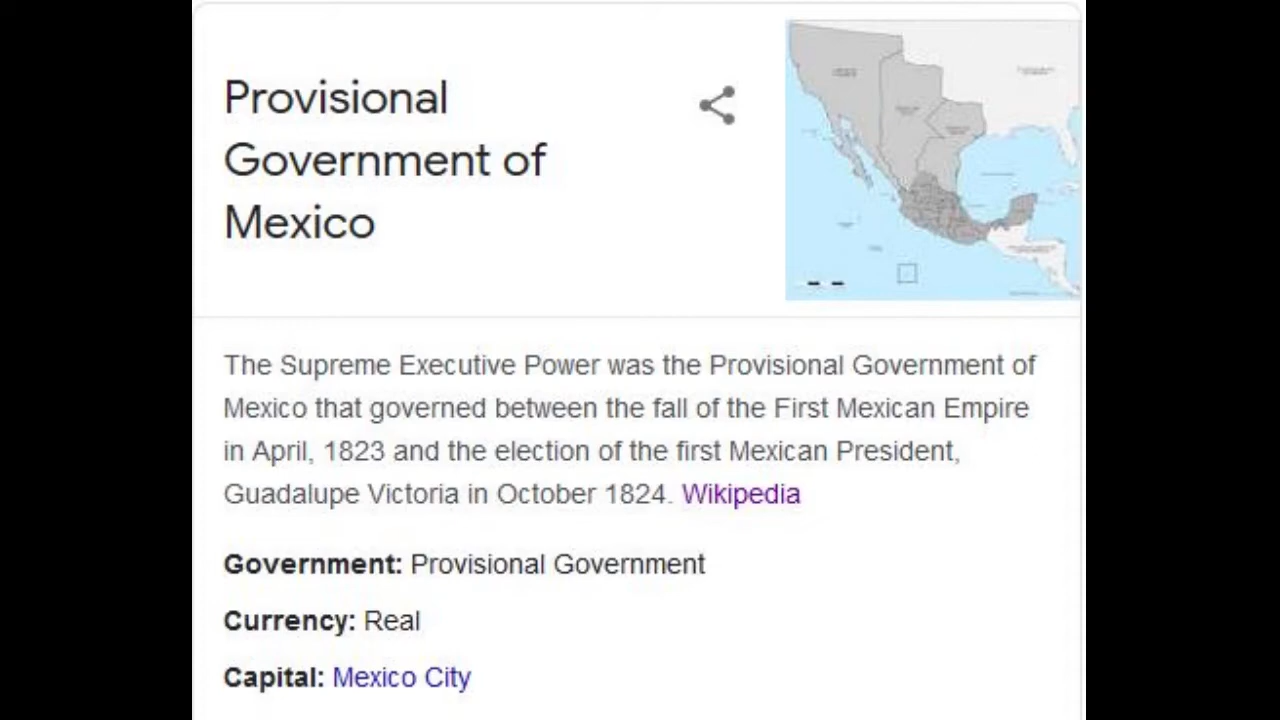 Provisional
Government of
Mexico
The Supreme Executive Power was the Provisional Government of
Mexico that governed between the fall of the First Mexican Empire
in April, 1823 and the election of the first Mexican President,
Guadalupe Victoria in October 1824. Wikipedia
Government: Provisional Government
Currency: Real
Capital: Mexico City